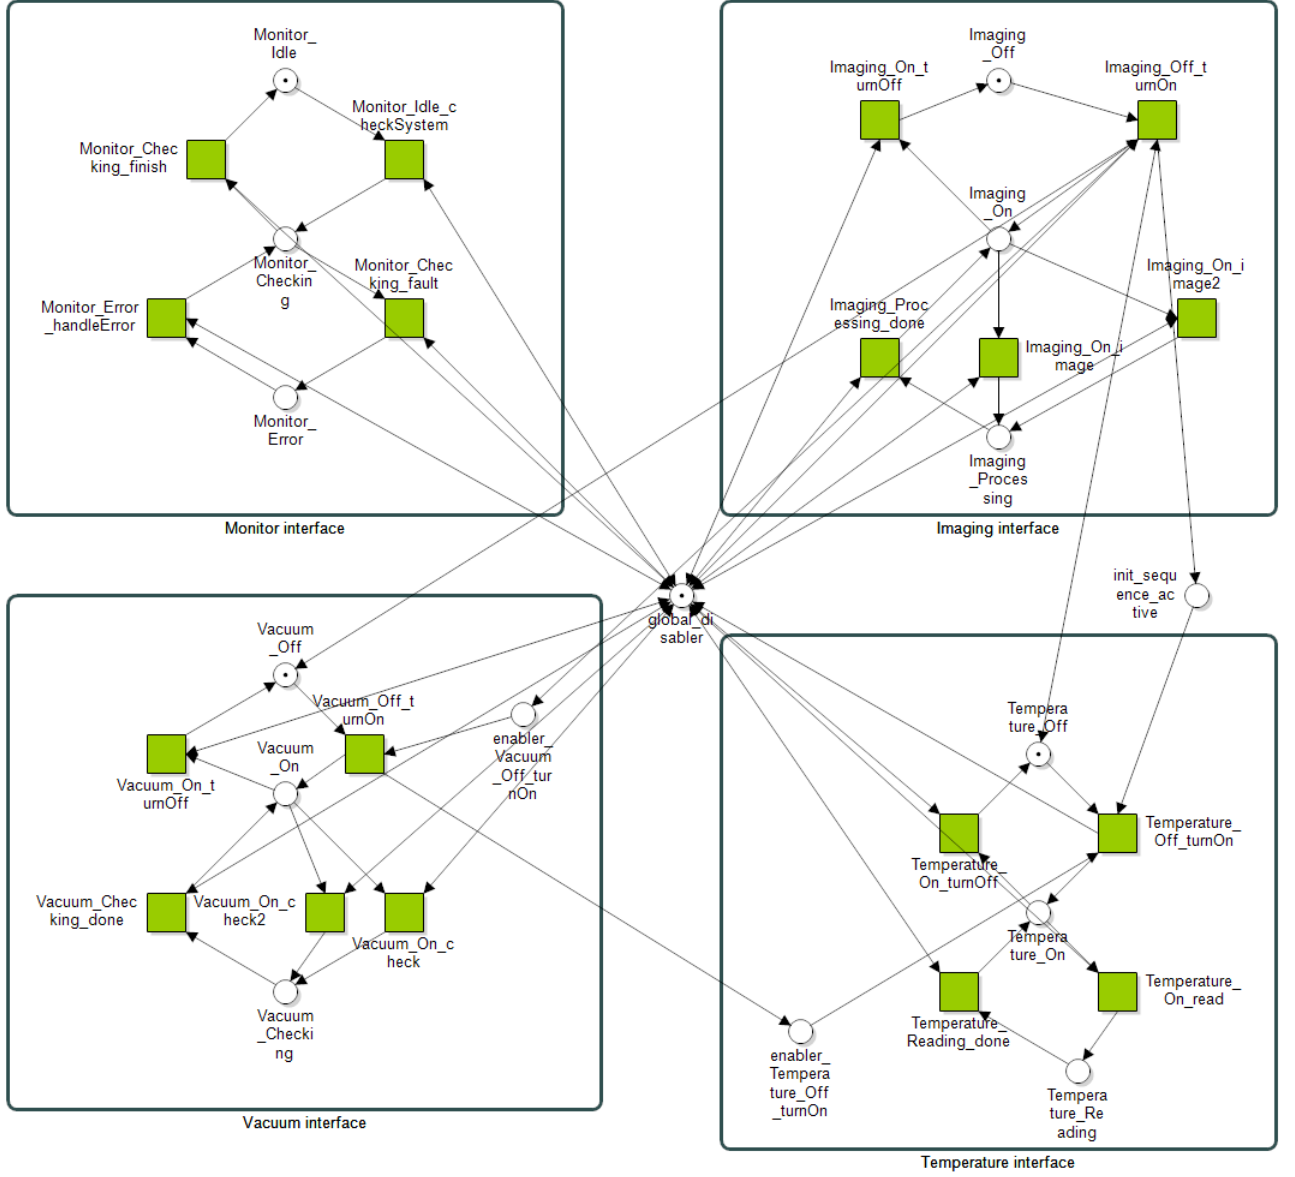 Monitor_
Idle
Monitor_Idle_c
heckSystem
Monitor_Chec
king_finish
Monitor_
Checkin
g
Monitor_Chec
king_fault
Monitor_Error
_handleError
Monitor_
Error
Monitor interface
Imaging
_Off
Imaging_On_t
urnOff
Imaging_Off_t
urnOn
Imaging
_On
Imaging_On_i
mage2
Imaging_Proc
essing_done
Imaging_On_i
mage
Imaging
_Proces
sing
Imaging interface
global_di
sabler
init_sequ
ence_ac
tive
Vacuum
_Off
Vacuum_Off_t
urnOn
Vacuum
_On
Vacuum_On_t
urnOff
enabler_
Vacuum
_Off_tur
nOn
Vacuum_Chec
king_done
Vacuum_On_c
heck2
Vacuum_On_c
heck
Vacuum
_Checki
ng
Vacuum interface
Tempera
ture_Off
Temperature_
Off_turnOn
Temperature_
On_turnOff
Tempera
ture_On
Temperature_
On_read
Temperature_
Reading_done
enabler_
Tempera
ture_Off
_turnOn
Tempera
ture_Re
ading
Temperature interface